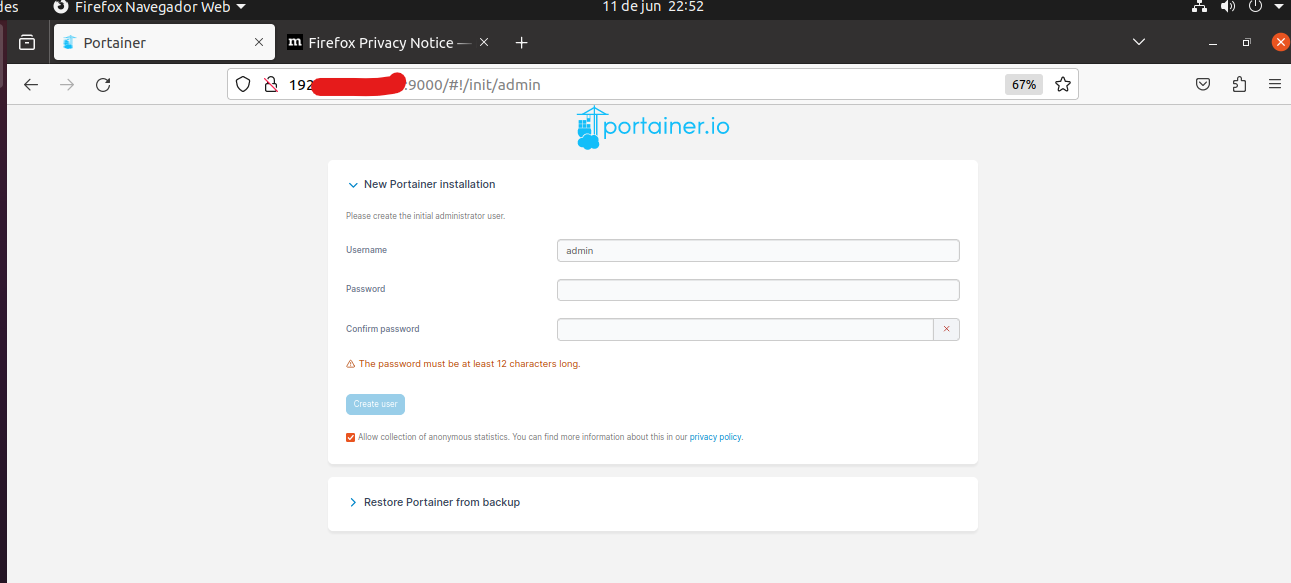 des Firefox Navegador Web 11 de jun 22:52
Portainer Firefox Privacy Notice —
192 :9000/#!/init/admin 67%
portainer.io
New Portainer installation
Please create the initial administrator user.
Username admin
Password
Confirm password
The password must be at least 12 characters long.
Create user
Allow collection of anonymous statistics. You can find more information about this in our privacy policy.
Restore Portainer from backup